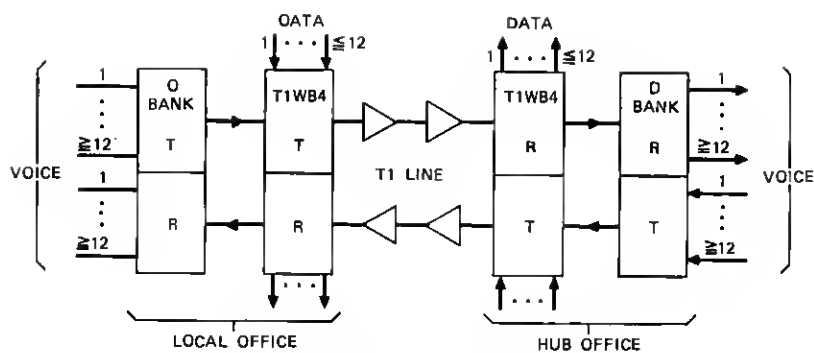 OATA
1 . . . ≦12
DATA
1 . . . ≦12
1
⋮
≧12
1
⋮
≧12
VOICE
O
BANK
T
R
T1WB4
T
R
. . .
T1 LINE
T1WB4
R
T
. . .
D
BANK
R
T
1
⋮
≧12
1
⋮
≧12
VOICE
LOCAL OFFICE
HUB OFFICE